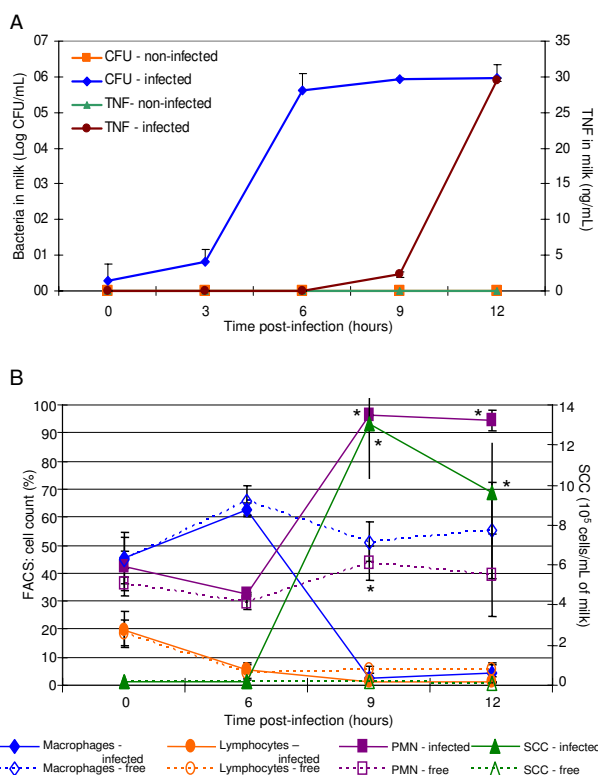 A
07
06
05
04
03
02
01
00
Bacteria in milk (Log CFU/mL)
CFU - non-infected
CFU - infected
TNF- non-infected
TNF - infected
35
30
25
20
15
10
5
0
TNF in milk (ng/mL)
0 3 6 9 12
Time post-infection (hours)
B
100
90
80
70
60
50
40
30
20
10
0
FACS: cell count (%)
* * * * *
14
12
10
8
6
4
2
0
SCC (10⁵ cells/mL of milk)
0 6 9 12
Time post-infection (hours)
Macrophages - infected Lymphocytes – infected PMN - infected SCC - infected
Macrophages - free Lymphocytes - free PMN - free SCC - free